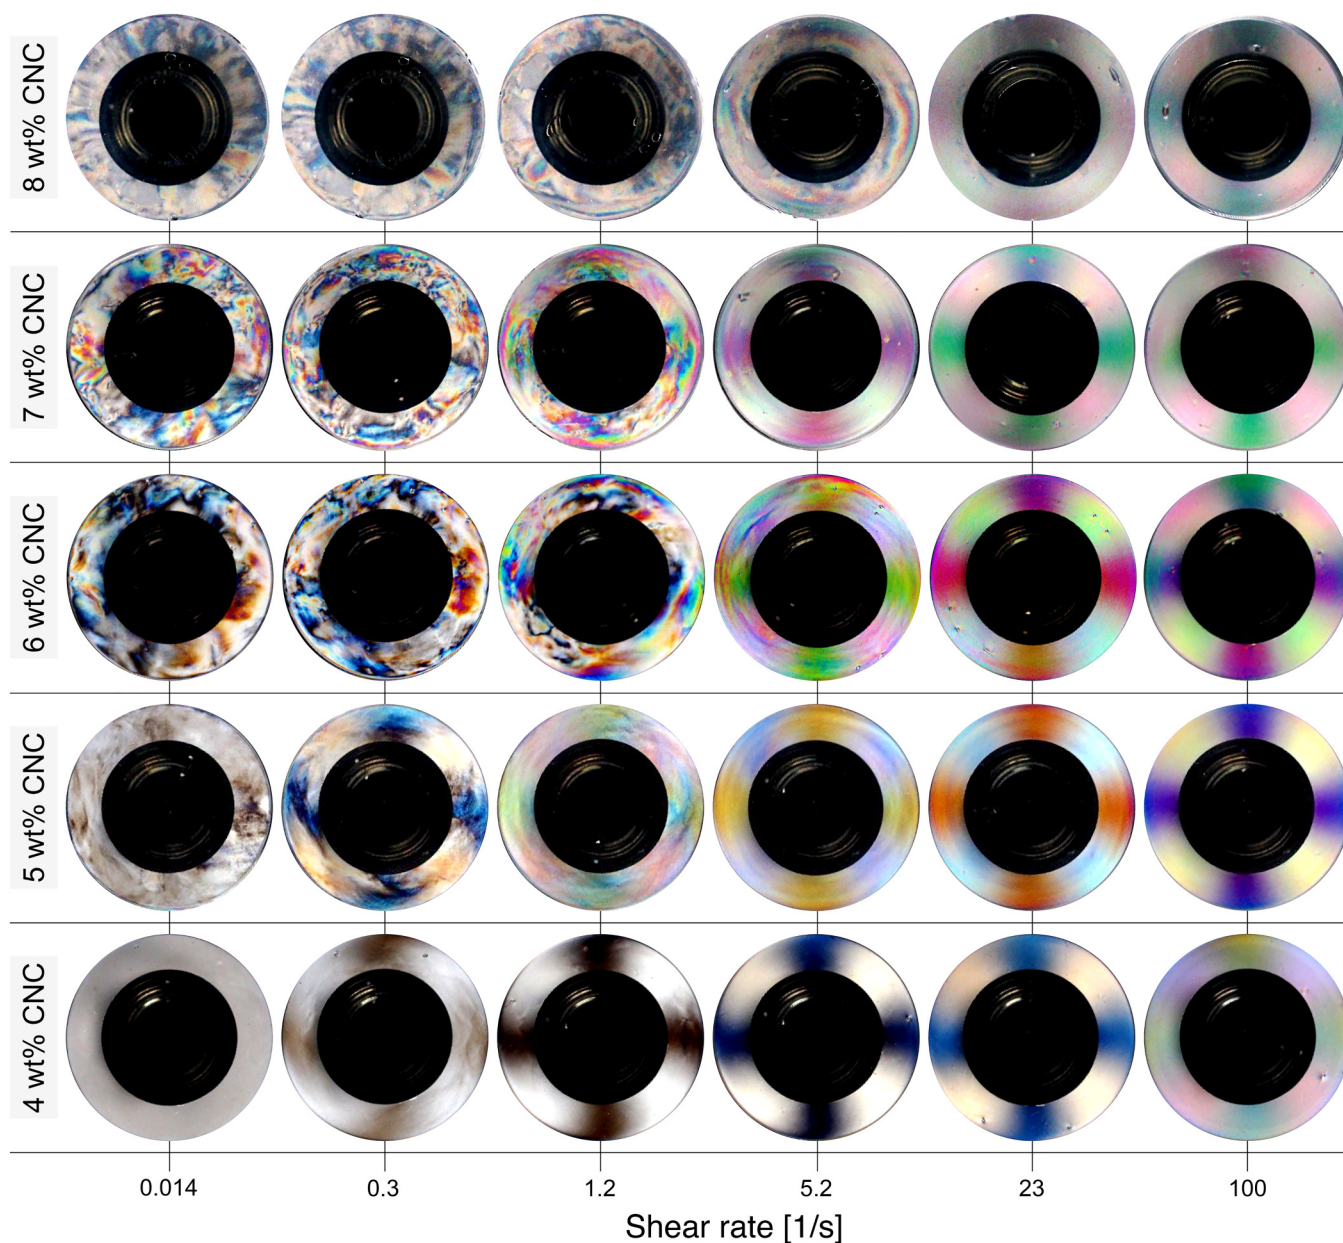 8 wt% CNC
7 wt% CNC
6 wt% CNC
5 wt% CNC
4 wt% CNC
0.014 0.3 1.2 5.2 23 100
Shear rate [1/s]